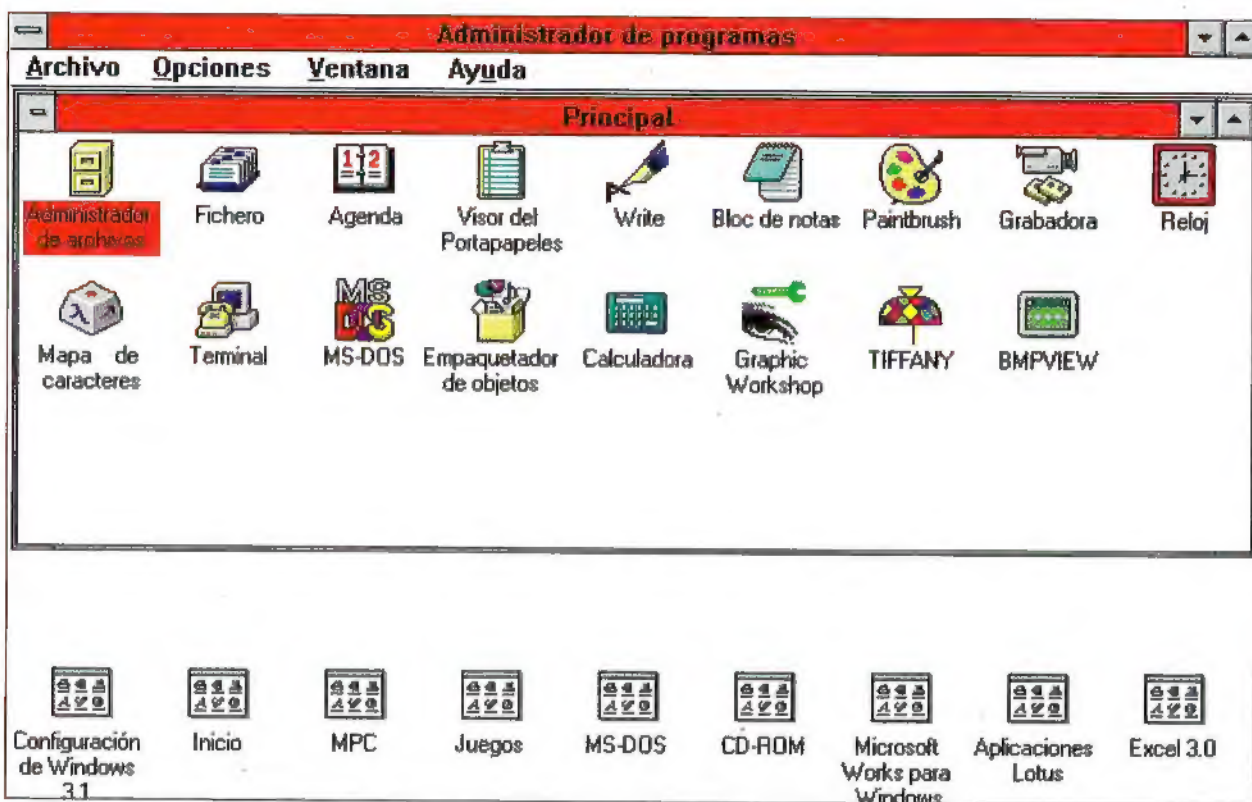 Administrador de programas
Archivo Opciones Ventana Ayuda
Principal
Administrador
de archivos
Fichero
Agenda
Visor del
Portapapeles
Write
Bloc de notas
Paintbrush
Grabadora
Reloj
Mapa de
caracteres
Terminal
MS-DOS
Empaquetador
de objetos
Calculadora
Graphic
Workshop
TIFFANY
BMPVIEW
Configuración
de Windows
3.1
Inicio
MPC
Juegos
MS-DOS
CD-ROM
Microsoft
Works para
Windows
Aplicaciones
Lotus
Excel 3.0